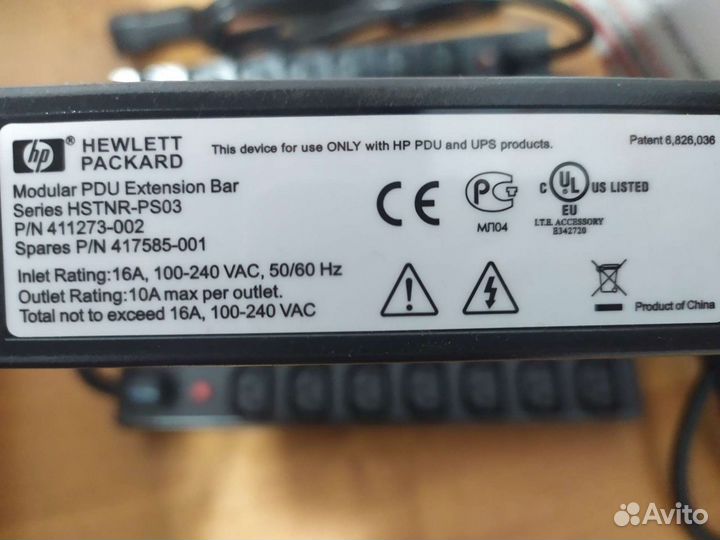 hp ® HEWLETT
PACKARD
This device for use ONLY with HP PDU and UPS products.
Patent 6,826,036
Modular PDU Extension Bar
Series HSTNR-PS03
P/N 411273-002
Spares P/N 417585-001
Inlet Rating:16A, 100-240 VAC, 50/60 Hz
Outlet Rating:10A max per outlet.
Total not to exceed 16A, 100-240 VAC
CE
РСТ
МЛ04
C UL ® US LISTED
EU
I.T.E. ACCESSORY
E342720
Product of China
Avito